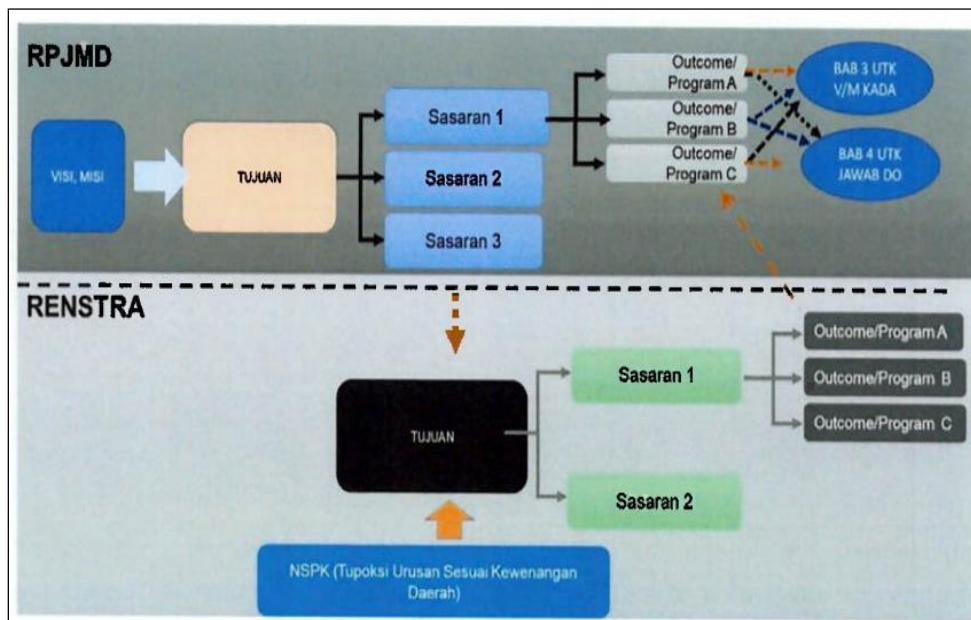 RPJMD
VISI, MISI
TUJUAN
Sasaran 1
Sasaran 2
Sasaran 3
Outcome/
Program A
Outcome/
Program B
Outcome/
Program C
BAB 3 UTK
V/M KADA
BAB 4 UTK
JAWAB DO
RENSTRA
TUJUAN
Sasaran 1
Sasaran 2
Outcome/Program A
Outcome/Program B
Outcome/Program C
NSPK (Tupoksi Urusan Sesuai Kewenangan
Daerah)